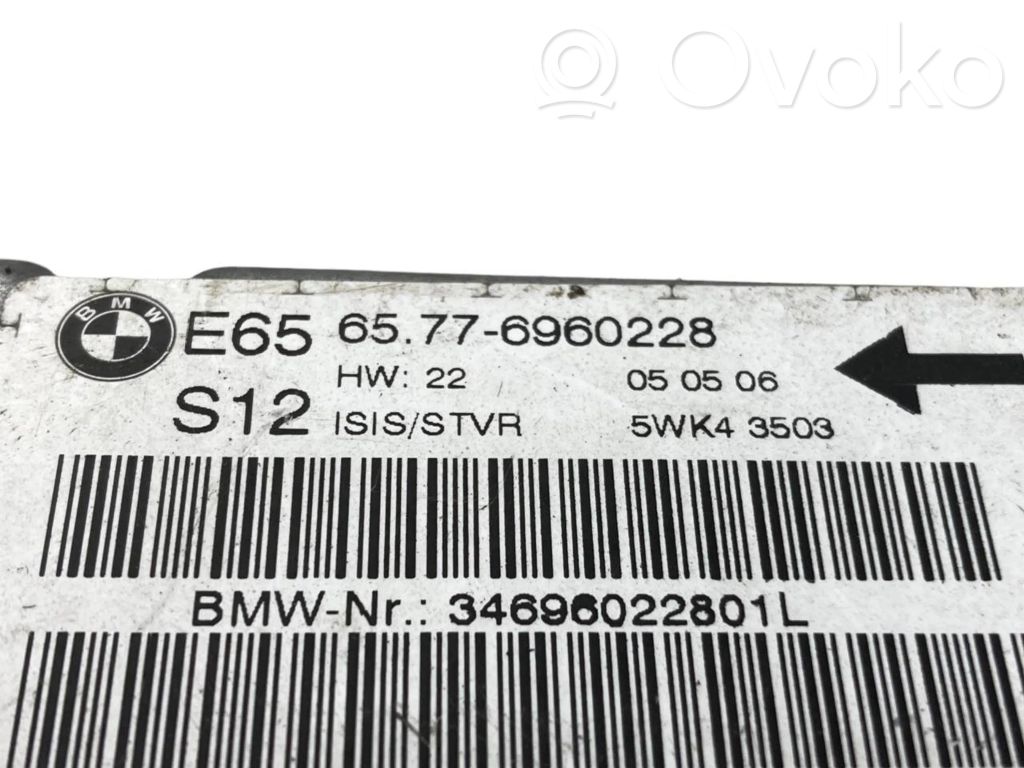 Ovoko
BMW
E65 65.77-6960228
HW: 22 05 05 06
S12 ISIS/STVR 5WK4 3503
BMW-Nr.: 34696022801L